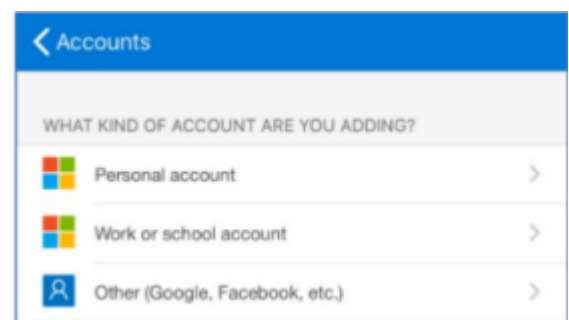 Accounts
WHAT KIND OF ACCOUNT ARE YOU ADDING?
Personal account
Work or school account
Other (Google, Facebook, etc.)